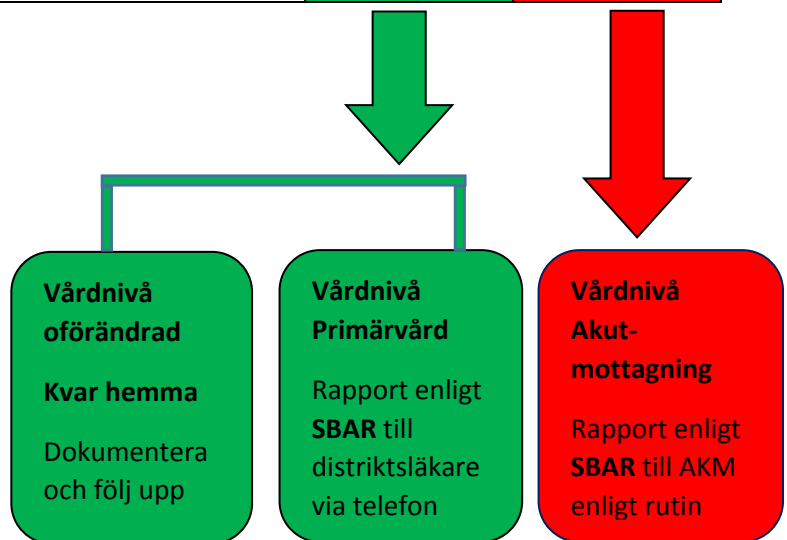 Vårdnivå
oförändrad
Kvar hemma
Dokumentera
och följ upp
Vårdnivå
Primärvård
Rapport enligt
SBAR till
distriktsläkare
via telefon
Vårdnivå
Akut-
mottagning
Rapport enligt
SBAR till AKM
enligt rutin